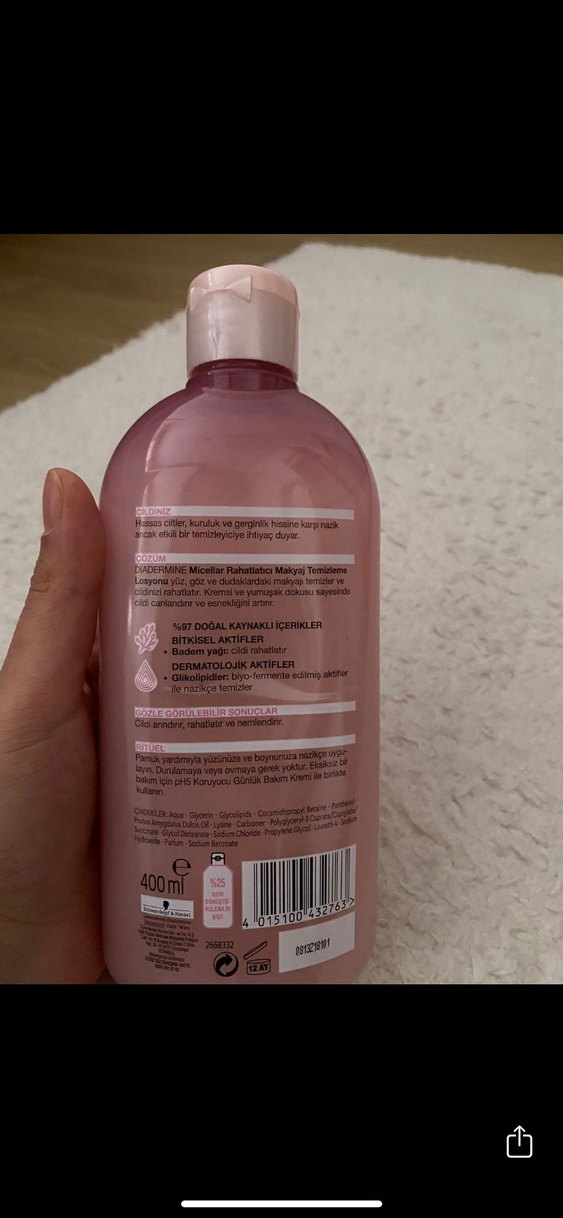 CİLDİNİZ
Hassas ciltler, kuruluk ve gerginlik hissine karşı nazik
ancak etkili bir temizleyiciye ihtiyaç duyar.
ÇÖZÜM
DIADERMINE Micellar Rahatlatıcı Makyaj Temizleme
Losyonu yüz, göz ve dudaklardaki makyajı temizler ve
cildinizi rahatlatır. Kremsi ve yumuşak dokusu sayesinde
cildi canlandırır ve esnekliğini artırır.
%97 DOĞAL KAYNAKLI İÇERİKLER
BİTKİSEL AKTİFLER
• Badem yağı: cildi rahatlatır
DERMATOLOJİK AKTİFLER
• Glikolipidler: biyo-fermente edilmiş aktifler
ile nazikçe temizler
GÖZLE GÖRÜLEBİLİR SONUÇLAR
Cildi arındırır, rahatlatır ve nemlendirir.
RİTÜEL
Pamuk yardımıyla yüzünüze ve boynunuza nazikçe uygu-
layın. Durulamaya veya ovmaya gerek yoktur. Eksiksiz bir
bakım için pH5 Koruyucu Günlük Bakım Kremi ile birlikte
kullanın.
İÇİNDEKİLER: Aqua · Glycerin · Glycolipids · Cocamidopropyl Betaine · Panthenol ·
Prunus Amygdalus Dulcis Oil · Lysine · Carbomer · Polyglyceryl-3 Caprate/Caprylate/
Succinate · Glycol Distearate · Sodium Chloride · Propylene Glycol · Laureth-4 · Sodium
Hydroxide · Parfum · Sodium Benzoate
400 ml e
%25
GERİ
DÖNÜŞTÜ-
RÜLEBİLİR
ŞİŞE
4 015100 432763 >
Schwarzkopf & Henkel
2668332
12 AY
0813Z18101